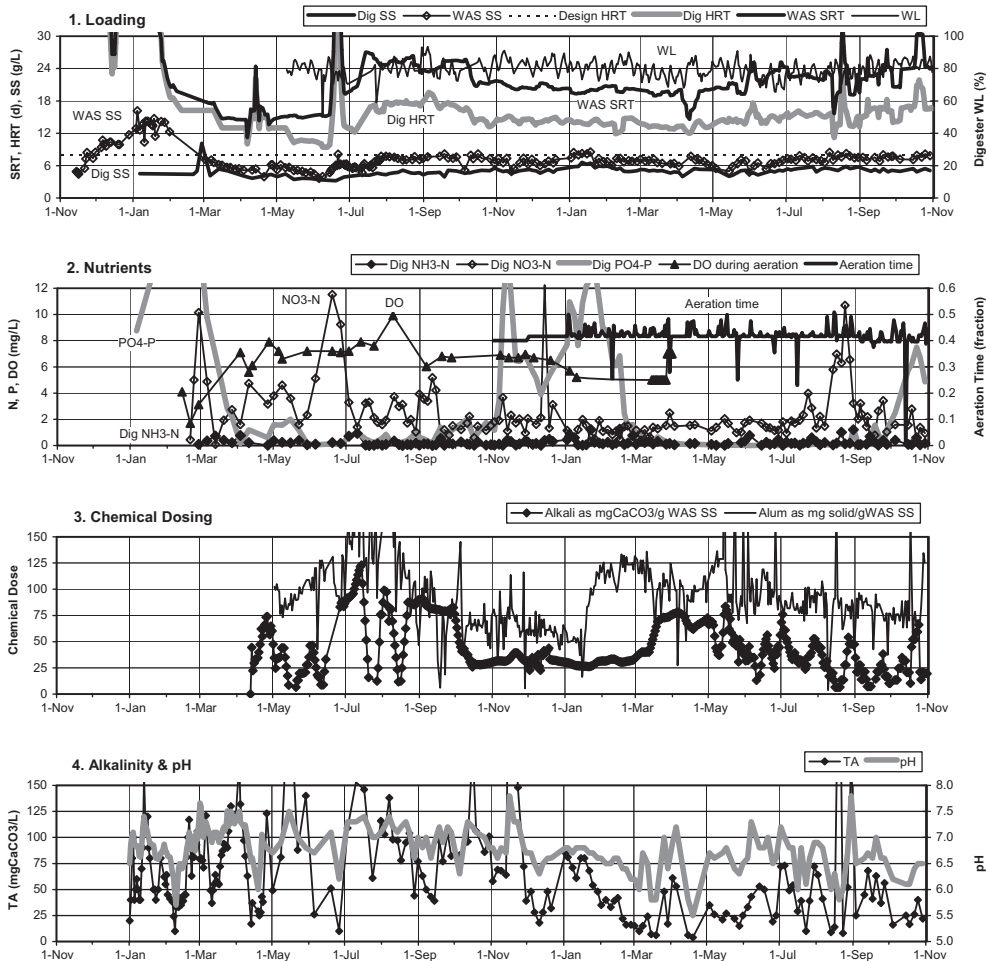 1. Loading
Dig SS WAS SS Design HRT Dig HRT WAS SRT WL
SRT, HRT (d), SS (g/L)
30
24
18
12
6
0
WAS SS
Dig SS
Dig HRT
WAS SRT
WL
100
80
60
40
20
0
Digester WL (%)
1-Nov 1-Jan 1-Mar 1-May 1-Jul 1-Sep 1-Nov 1-Jan 1-Mar 1-May 1-Jul 1-Sep 1-Nov
2. Nutrients
Dig NH3-N Dig NO3-N Dig PO4-P DO during aeration Aeration time
N, P, DO (mg/L)
12
10
8
6
4
2
0
PO4-P
Dig NH3-N
NO3-N
DO
Aeration time
0.6
0.5
0.4
0.3
0.2
0.1
0
Aeration Time (fraction)
1-Nov 1-Jan 1-Mar 1-May 1-Jul 1-Sep 1-Nov 1-Jan 1-Mar 1-May 1-Jul 1-Sep 1-Nov
3. Chemical Dosing
Alkali as mgCaCO3/g WAS SS Alum as mg solid/gWAS SS
Chemical Dose
150
125
100
75
50
25
0
1-Nov 1-Jan 1-Mar 1-May 1-Jul 1-Sep 1-Nov 1-Jan 1-Mar 1-May 1-Jul 1-Sep 1-Nov
4. Alkalinity & pH
TA pH
TA (mgCaCO3/L)
150
125
100
75
50
25
0
8.0
7.5
7.0
6.5
6.0
5.5
5.0
pH
1-Nov 1-Jan 1-Mar 1-May 1-Jul 1-Sep 1-Nov 1-Jan 1-Mar 1-May 1-Jul 1-Sep 1-Nov